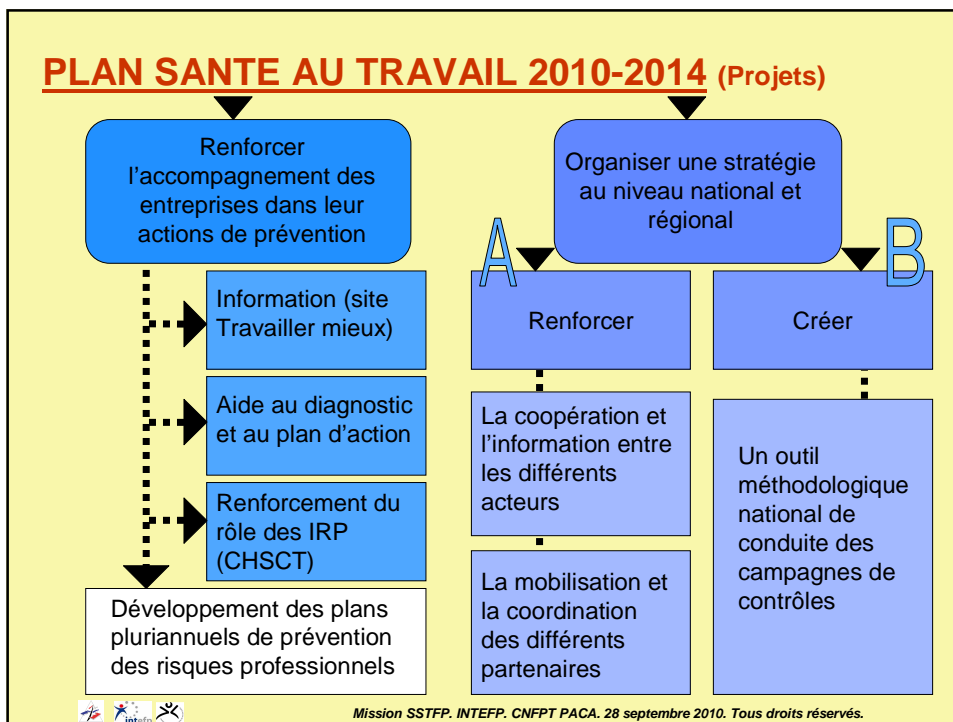 PLAN SANTE AU TRAVAIL 2010-2014 (Projets)
Renforcer
l'accompagnement des
entreprises dans leur
actions de prévention
Information (site
Travailler mieux)
Aide au diagnostic
et au plan d'action
Renforcement du
rôle des IRP
(CHSCT)
Développement des plans
pluriannuels de prévention
des risques professionnels
Organiser une stratégie
au niveau national et
régional
A
Renforcer
La coopération et
l'information entre
les différents
acteurs
La mobilisation et
la coordination
des différents
partenaires
B
Créer
Un outil
méthodologique
national de
conduite des
campagnes de
contrôles
intefp
Mission SSTFP. INTEFP. CNFPT PACA. 28 septembre 2010. Tous droits réservés.